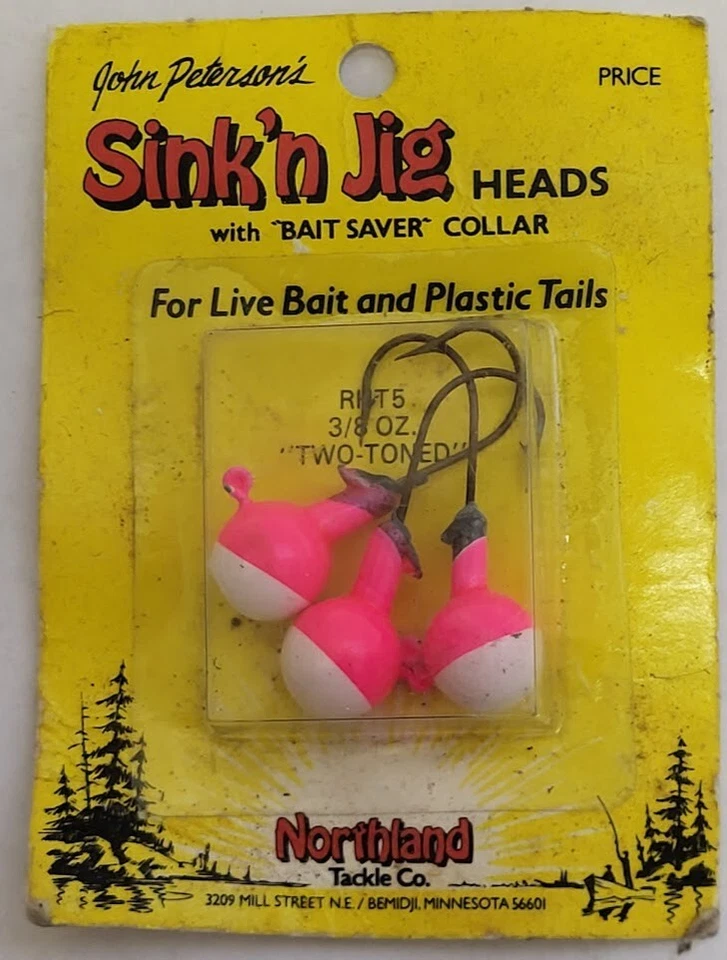 John Peterson's
PRICE
Sink'n Jig HEADS
with "BAIT SAVER" COLLAR
For Live Bait and Plastic Tails
3/8 OZ.
"TWO-TONED"
Northland
Tackle Co.
3209 MILL STREET N.E. / BEMIDJI, MINNESOTA 56601